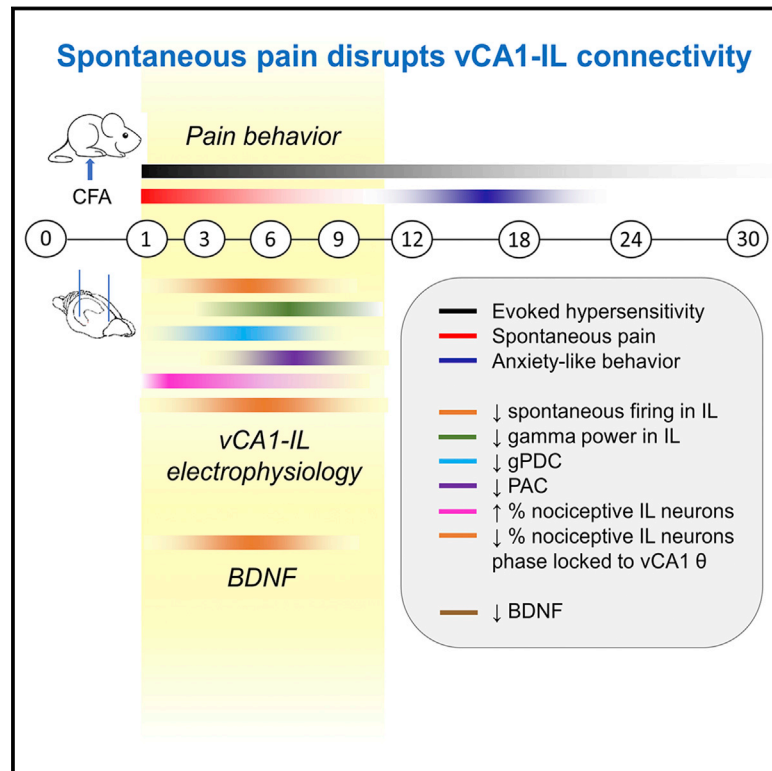 Spontaneous pain disrupts vCA1-IL connectivity
Pain behavior
CFA
0 1 3 6 9 12 18 24 30
vCA1-IL
electrophysiology
BDNF
Evoked hypersensitivity
Spontaneous pain
Anxiety-like behavior
↓ spontaneous firing in IL
↓ gamma power in IL
↓ gPDC
↓ PAC
↑ % nociceptive IL neurons
↓ % nociceptive IL neurons
phase locked to vCA1 θ
↓ BDNF